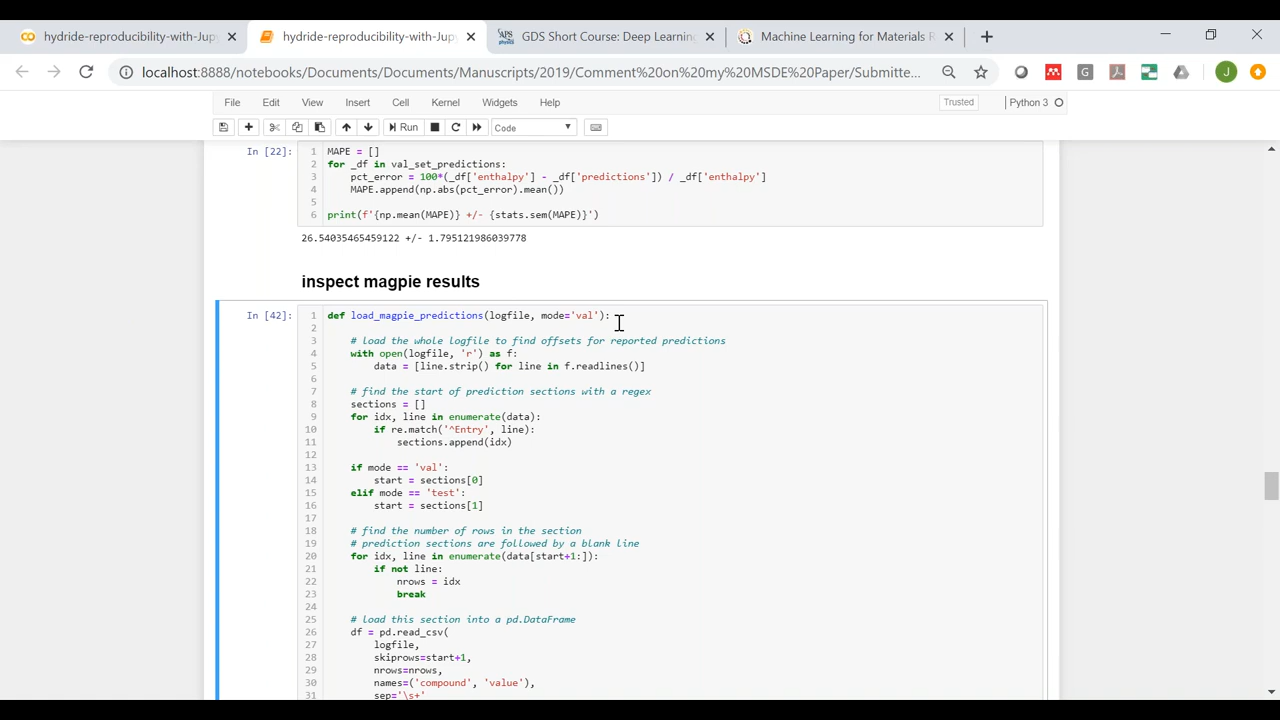 hydride-reproducibility-with-Jup
hydride-reproducibility-with-Jup
GDS Short Course: Deep Learning
Machine Learning for Materials R
localhost:8888/notebooks/Documents/Documents/Manuscripts/2019/Comment%20on%20my%20MSDE%20Paper/Submitte...
J
File Edit View Insert Cell Kernel Widgets Help
Trusted
Python 3
Run
Code
In [22]:
1 MAPE = []
2 for _df in val_set_predictions:
3 pct_error = 100*(_df['enthalpy'] - _df['predictions']) / _df['enthalpy']
4 MAPE.append(np.abs(pct_error).mean())
5
6 print(f'{np.mean(MAPE)} +/- {stats.sem(MAPE)}')
26.54035465459122 +/- 1.795121986039778
inspect magpie results
In [42]:
1 def load_magpie_predictions(logfile, mode='val'):
2
3 # load the whole logfile to find offsets for reported predictions
4 with open(logfile, 'r') as f:
5 data = [line.strip() for line in f.readlines()]
6
7 # find the start of prediction sections with a regex
8 sections = []
9 for idx, line in enumerate(data):
10 if re.match('^Entry', line):
11 sections.append(idx)
12
13 if mode == 'val':
14 start = sections[0]
15 elif mode == 'test':
16 start = sections[1]
17
18 # find the number of rows in the section
19 # prediction sections are followed by a blank line
20 for idx, line in enumerate(data[start+1:]):
21 if not line:
22 nrows = idx
23 break
24
25 # load this section into a pd.DataFrame
26 df = pd.read_csv(
27 logfile,
28 skiprows=start+1,
29 nrows=nrows,
30 names=('compound', 'value'),
31 sep='\s+'